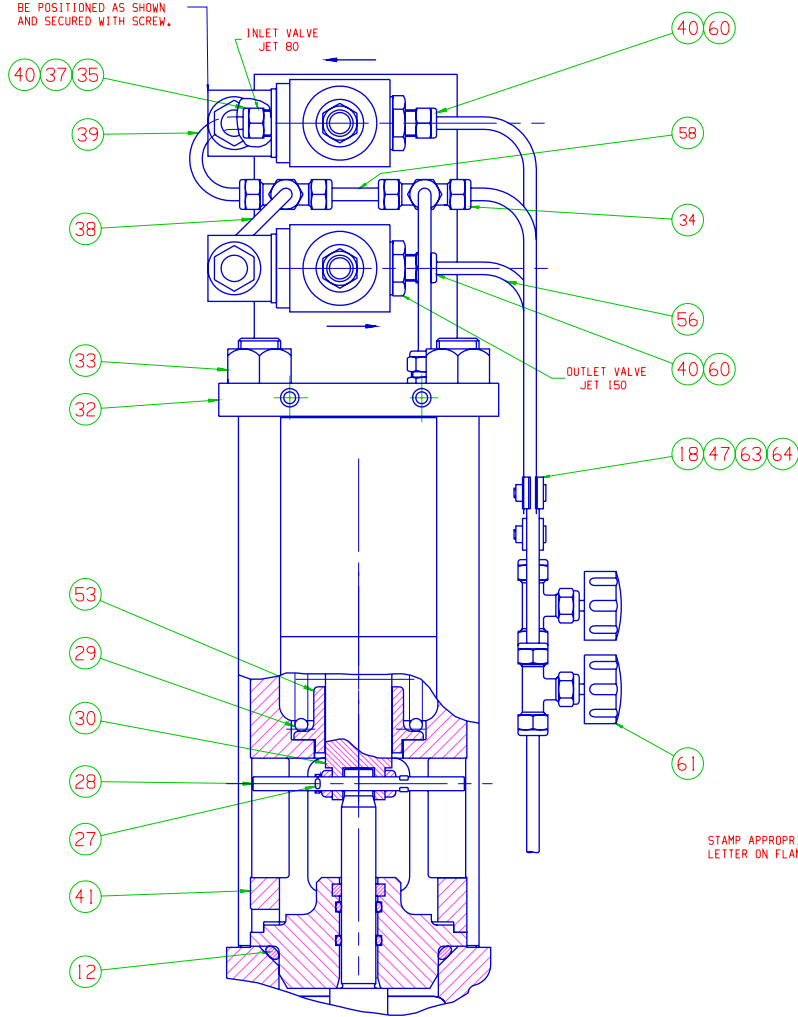 BE POSITIONED AS SHOWN
AND SECURED WITH SCREW.
INLET VALVE
JET 80
40 60
40 37 35
39
58
38
34
56
33
OUTLET VALVE
JET 150
40 60
32
18 47 63 64
53
29
30
28
61
27
STAMP APPROPR
LETTER ON FLAN
41
12